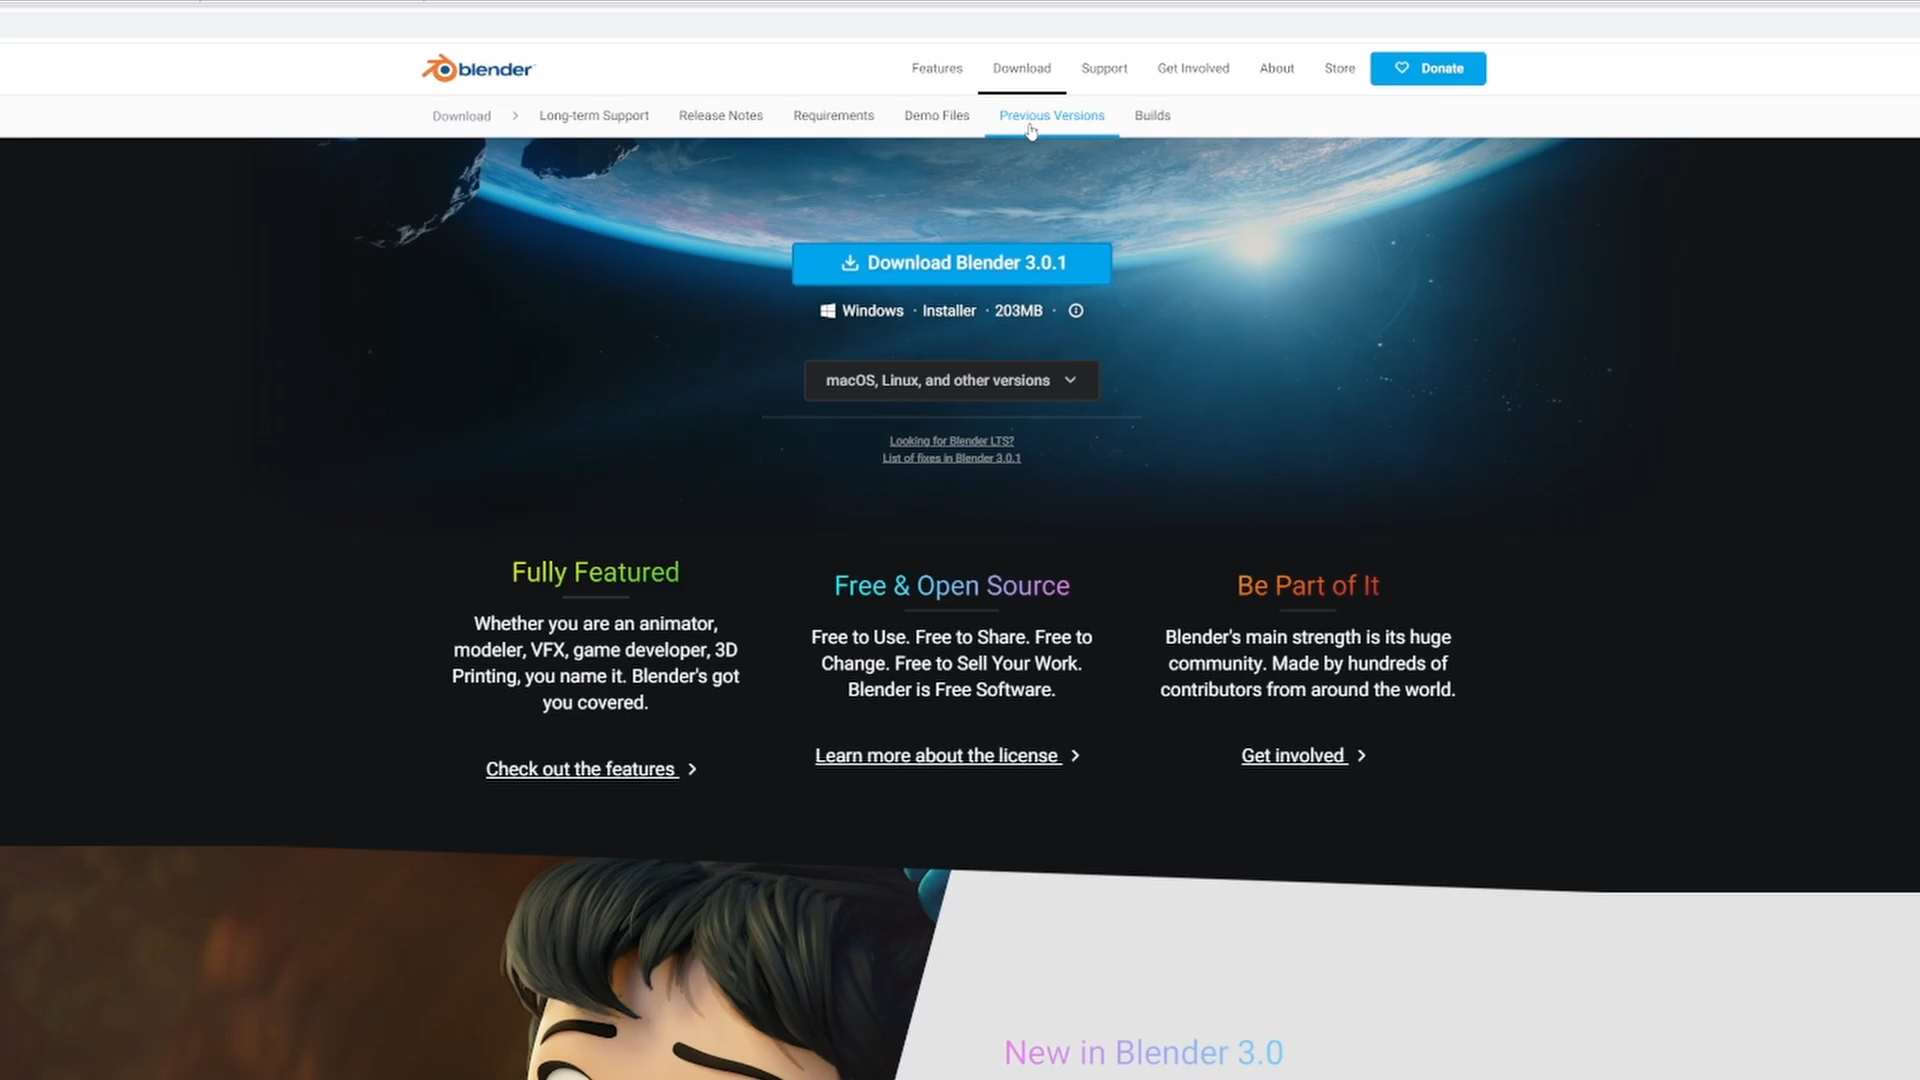 blender
Features Download Support Get Involved About Store Donate
Download > Long-term Support Release Notes Requirements Demo Files Previous Versions Builds
Download Blender 3.0.1
Windows · Installer · 203MB ·
macOS, Linux, and other versions
Looking for Blender LTS?
List of fixes in Blender 3.0.1
Fully Featured
Whether you are an animator,
modeler, VFX, game developer, 3D
Printing, you name it. Blender's got
you covered.
Check out the features >
Free & Open Source
Free to Use. Free to Share. Free to
Change. Free to Sell Your Work.
Blender is Free Software.
Learn more about the license >
Be Part of It
Blender's main strength is its huge
community. Made by hundreds of
contributors from around the world.
Get involved >
New in Blender 3.0